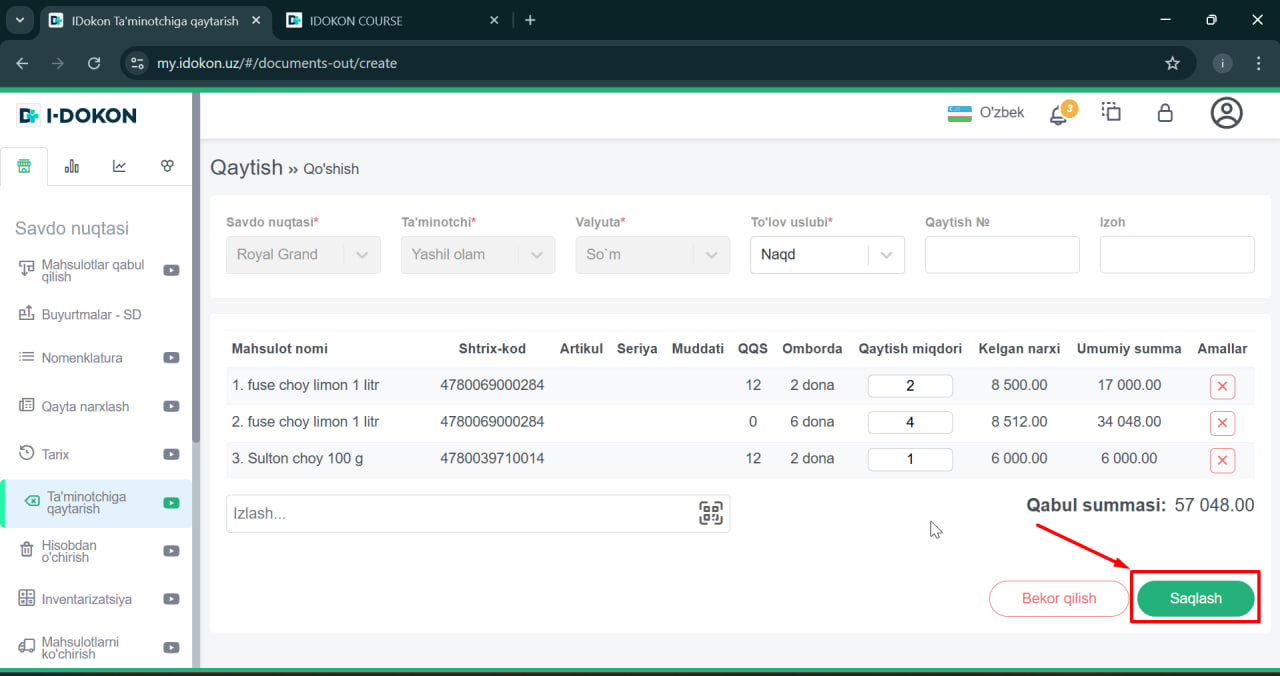 IDokon Ta'minotchiga qaytarish
IDOKON COURSE
my.idokon.uz/#/documents-out/create
i
I-DOKON
O'zbek
3
Savdo nuqtasi
Mahsulotlar qabul
qilish
Buyurtmalar - SD
Nomenklatura
Qayta narxlash
Tarix
Ta'minotchiga
qaytarish
Hisobdan
o'chirish
Inventarizatsiya
Mahsulotlarni
ko'chirish
Qaytish » Qo'shish
Savdo nuqtasi* Ta'minotchi* Valyuta* To'lov uslubi* Qaytish № Izoh
Royal Grand Yashil olam So`m Naqd
Mahsulot nomi Shtrix-kod Artikul Seriya Muddati QQS Omborda Qaytish miqdori Kelgan narxi Umumiy summa Amallar
1. fuse choy limon 1 litr 4780069000284 12 2 dona 2 8 500.00 17 000.00
2. fuse choy limon 1 litr 4780069000284 0 6 dona 4 8 512.00 34 048.00
3. Sulton choy 100 g 4780039710014 12 2 dona 1 6 000.00 6 000.00
Izlash...
Qabul summasi: 57 048.00
Bekor qilish Saqlash